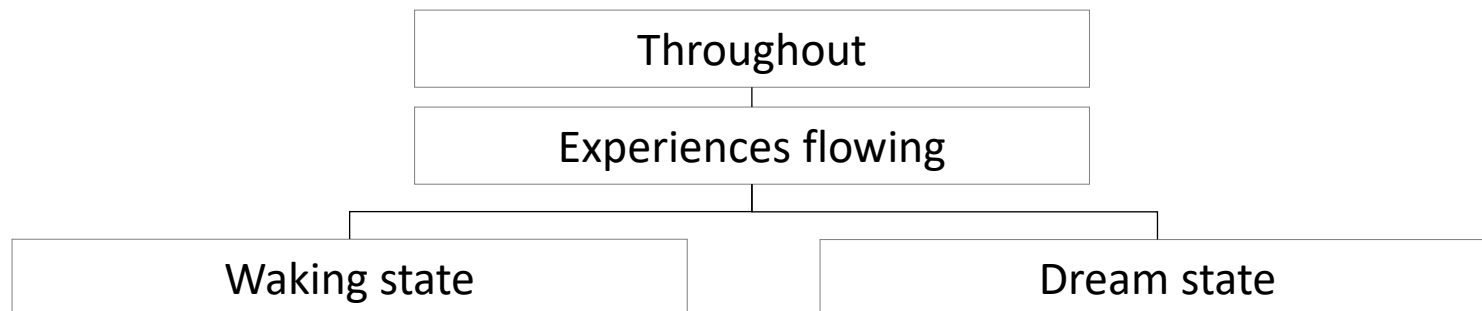 Throughout
Experiences flowing
Waking state
Dream state